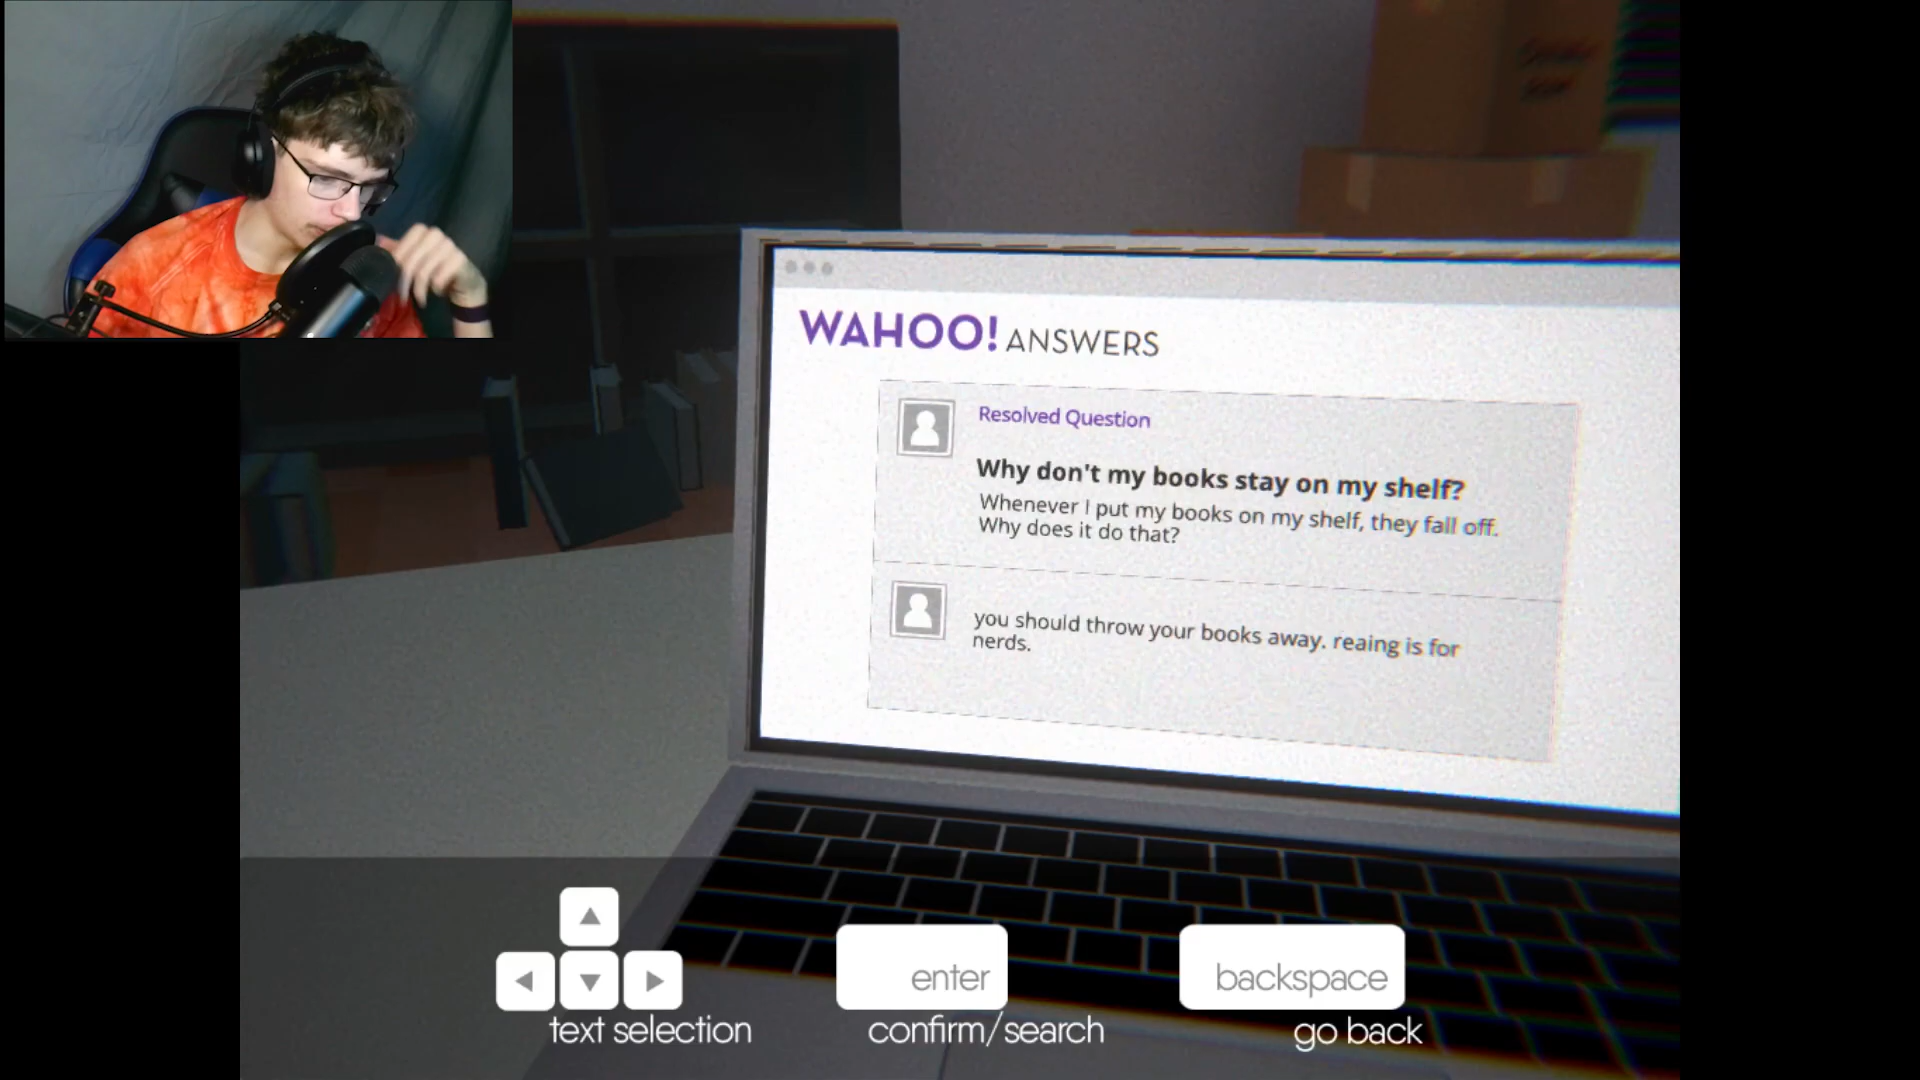 WAHOO! ANSWERS
Resolved Question
Why don't my books stay on my shelf?
Whenever I put my books on my shelf, they fall off.
Why does it do that?
you should throw your books away. reaing is for
nerds.
enter
backspace
text selection
confirm/search
go back